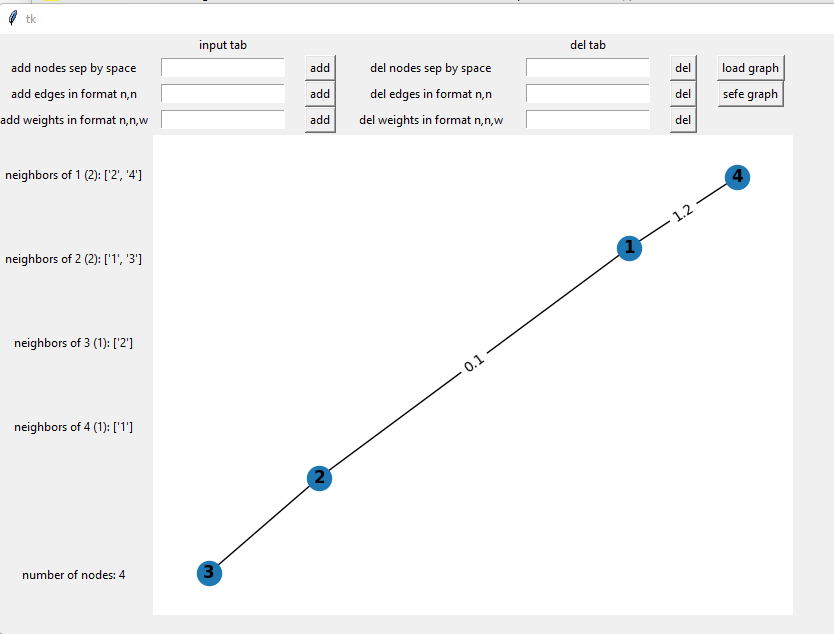 tk
input tab del tab
add nodes sep by space add del nodes sep by space del load graph
add edges in format n,n add del edges in format n,n del sefe graph
add weights in format n,n,w add del weights in format n,n,w del
neighbors of 1 (2): ['2', '4']
4
1.2
1
neighbors of 2 (2): ['1', '3']
neighbors of 3 (1): ['2']
0.1
neighbors of 4 (1): ['1']
2
number of nodes: 4
3